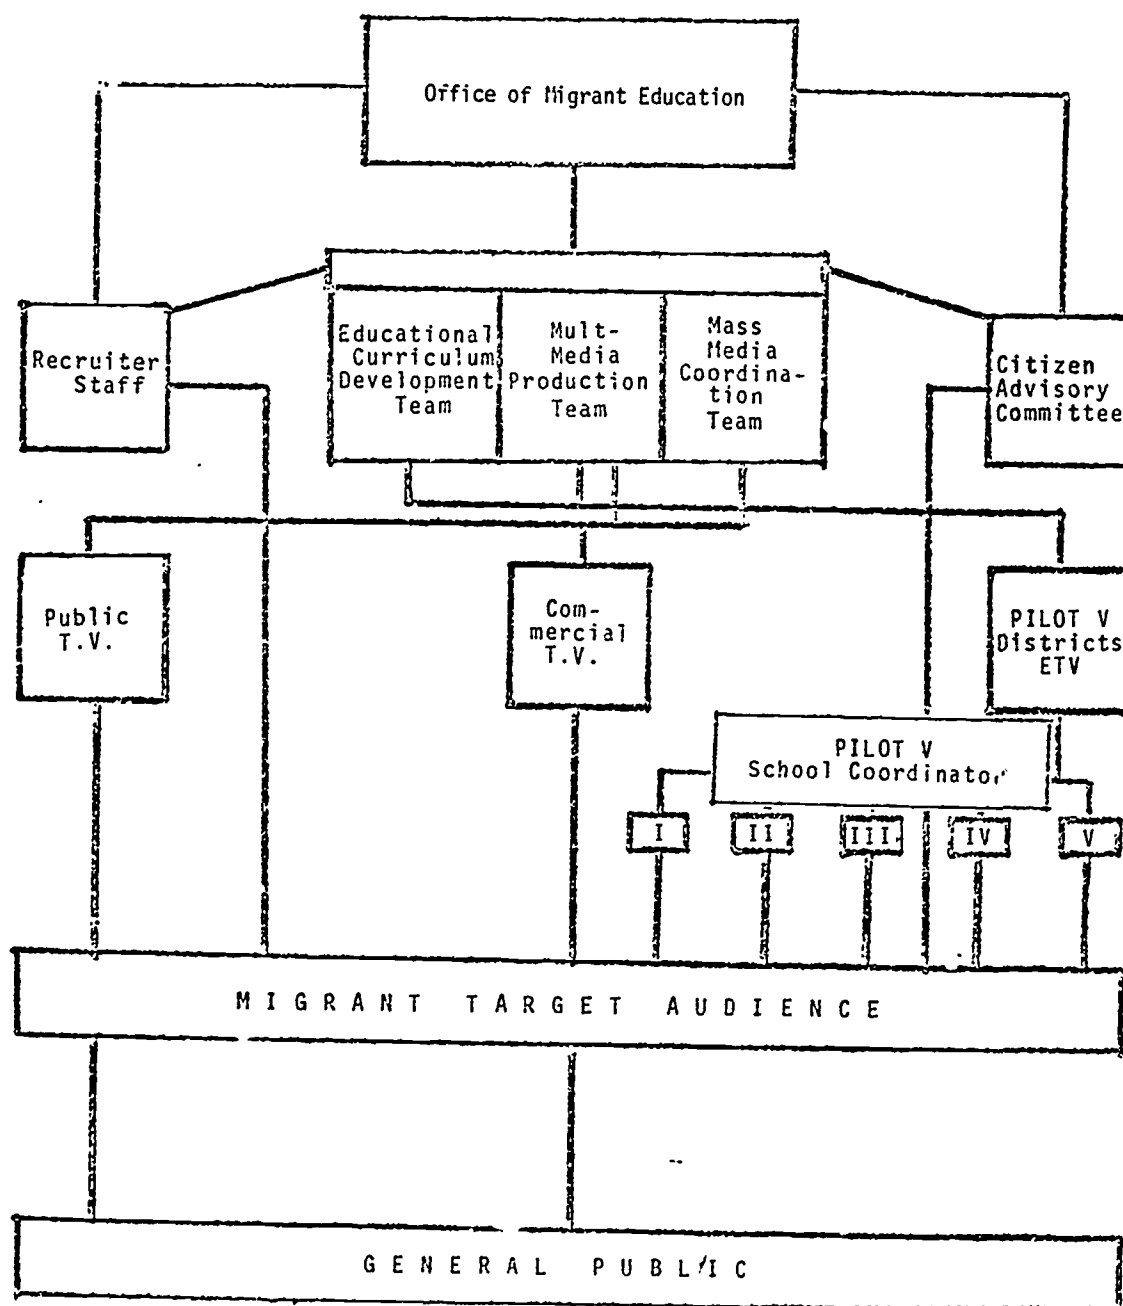 Office of Migrant Education
Recruiter
Staff
Educational
Curriculum
Development
Team
Mult-
Media
Production
Team
Mass
Media
Coordina-
tion
Team
Citizen
Advisory
Committee
Public
T.V.
Com-
mercial
T.V.
PILOT V
Districts
ETV
PILOT V
School Coordinator
I
II
III
IV
V
MIGRANT TARGET AUDIENCE
GENERAL PUBLIC